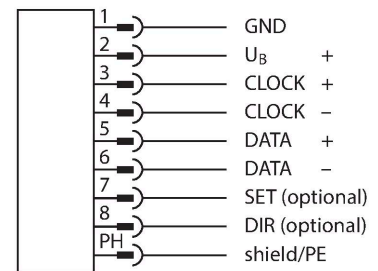 1 GND
2 U_B +
3 CLOCK +
4 CLOCK –
5 DATA +
6 DATA –
7 SET (optional)
8 DIR (optional)
PH shield/PE